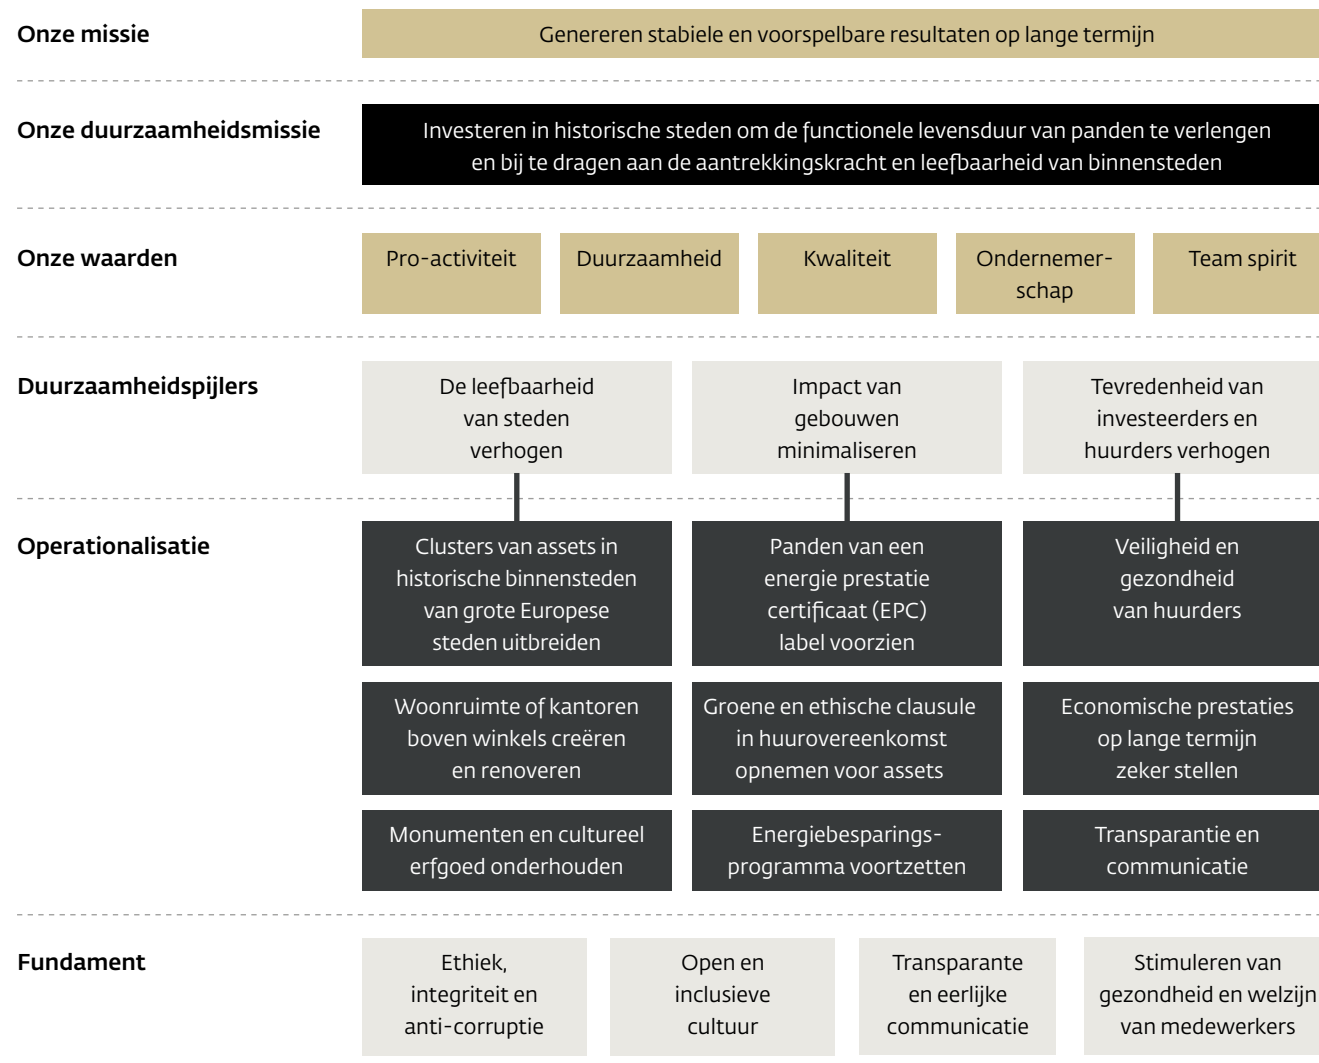 Onze missie
Genereren stabiele en voorspelbare resultaten op lange termijn
Onze duurzaamheidsmissie
Investeren in historische steden om de functionele levensduur van panden te verlengen
en bij te dragen aan de aantrekkingskracht en leefbaarheid van binnensteden
Onze waarden
Pro-activiteit
Duurzaamheid
Kwaliteit
Ondernemer-
schap
Team spirit
Duurzaamheidspijlers
De leefbaarheid
van steden
verhogen
Impact van
gebouwen
minimaliseren
Tevredenheid van
investeerders en
huurders verhogen
Operationalisatie
Clusters van assets in
historische binnensteden
van grote Europese
steden uitbreiden
Panden van een
energie prestatie
certificaat (EPC)
label voorzien
Veiligheid en
gezondheid
van huurders
Woonruimte of kantoren
boven winkels creëren
en renoveren
Groene en ethische clausule
in huurovereenkomst
opnemen voor assets
Economische prestaties
op lange termijn
zeker stellen
Monumenten en cultureel
erfgoed onderhouden
Energiebesparings-
programma voortzetten
Transparantie en
communicatie
Fundament
Ethiek,
integriteit en
anti-corruptie
Open en
inclusieve
cultuur
Transparante
en eerlijke
communicatie
Stimuleren van
gezondheid en welzijn
van medewerkers